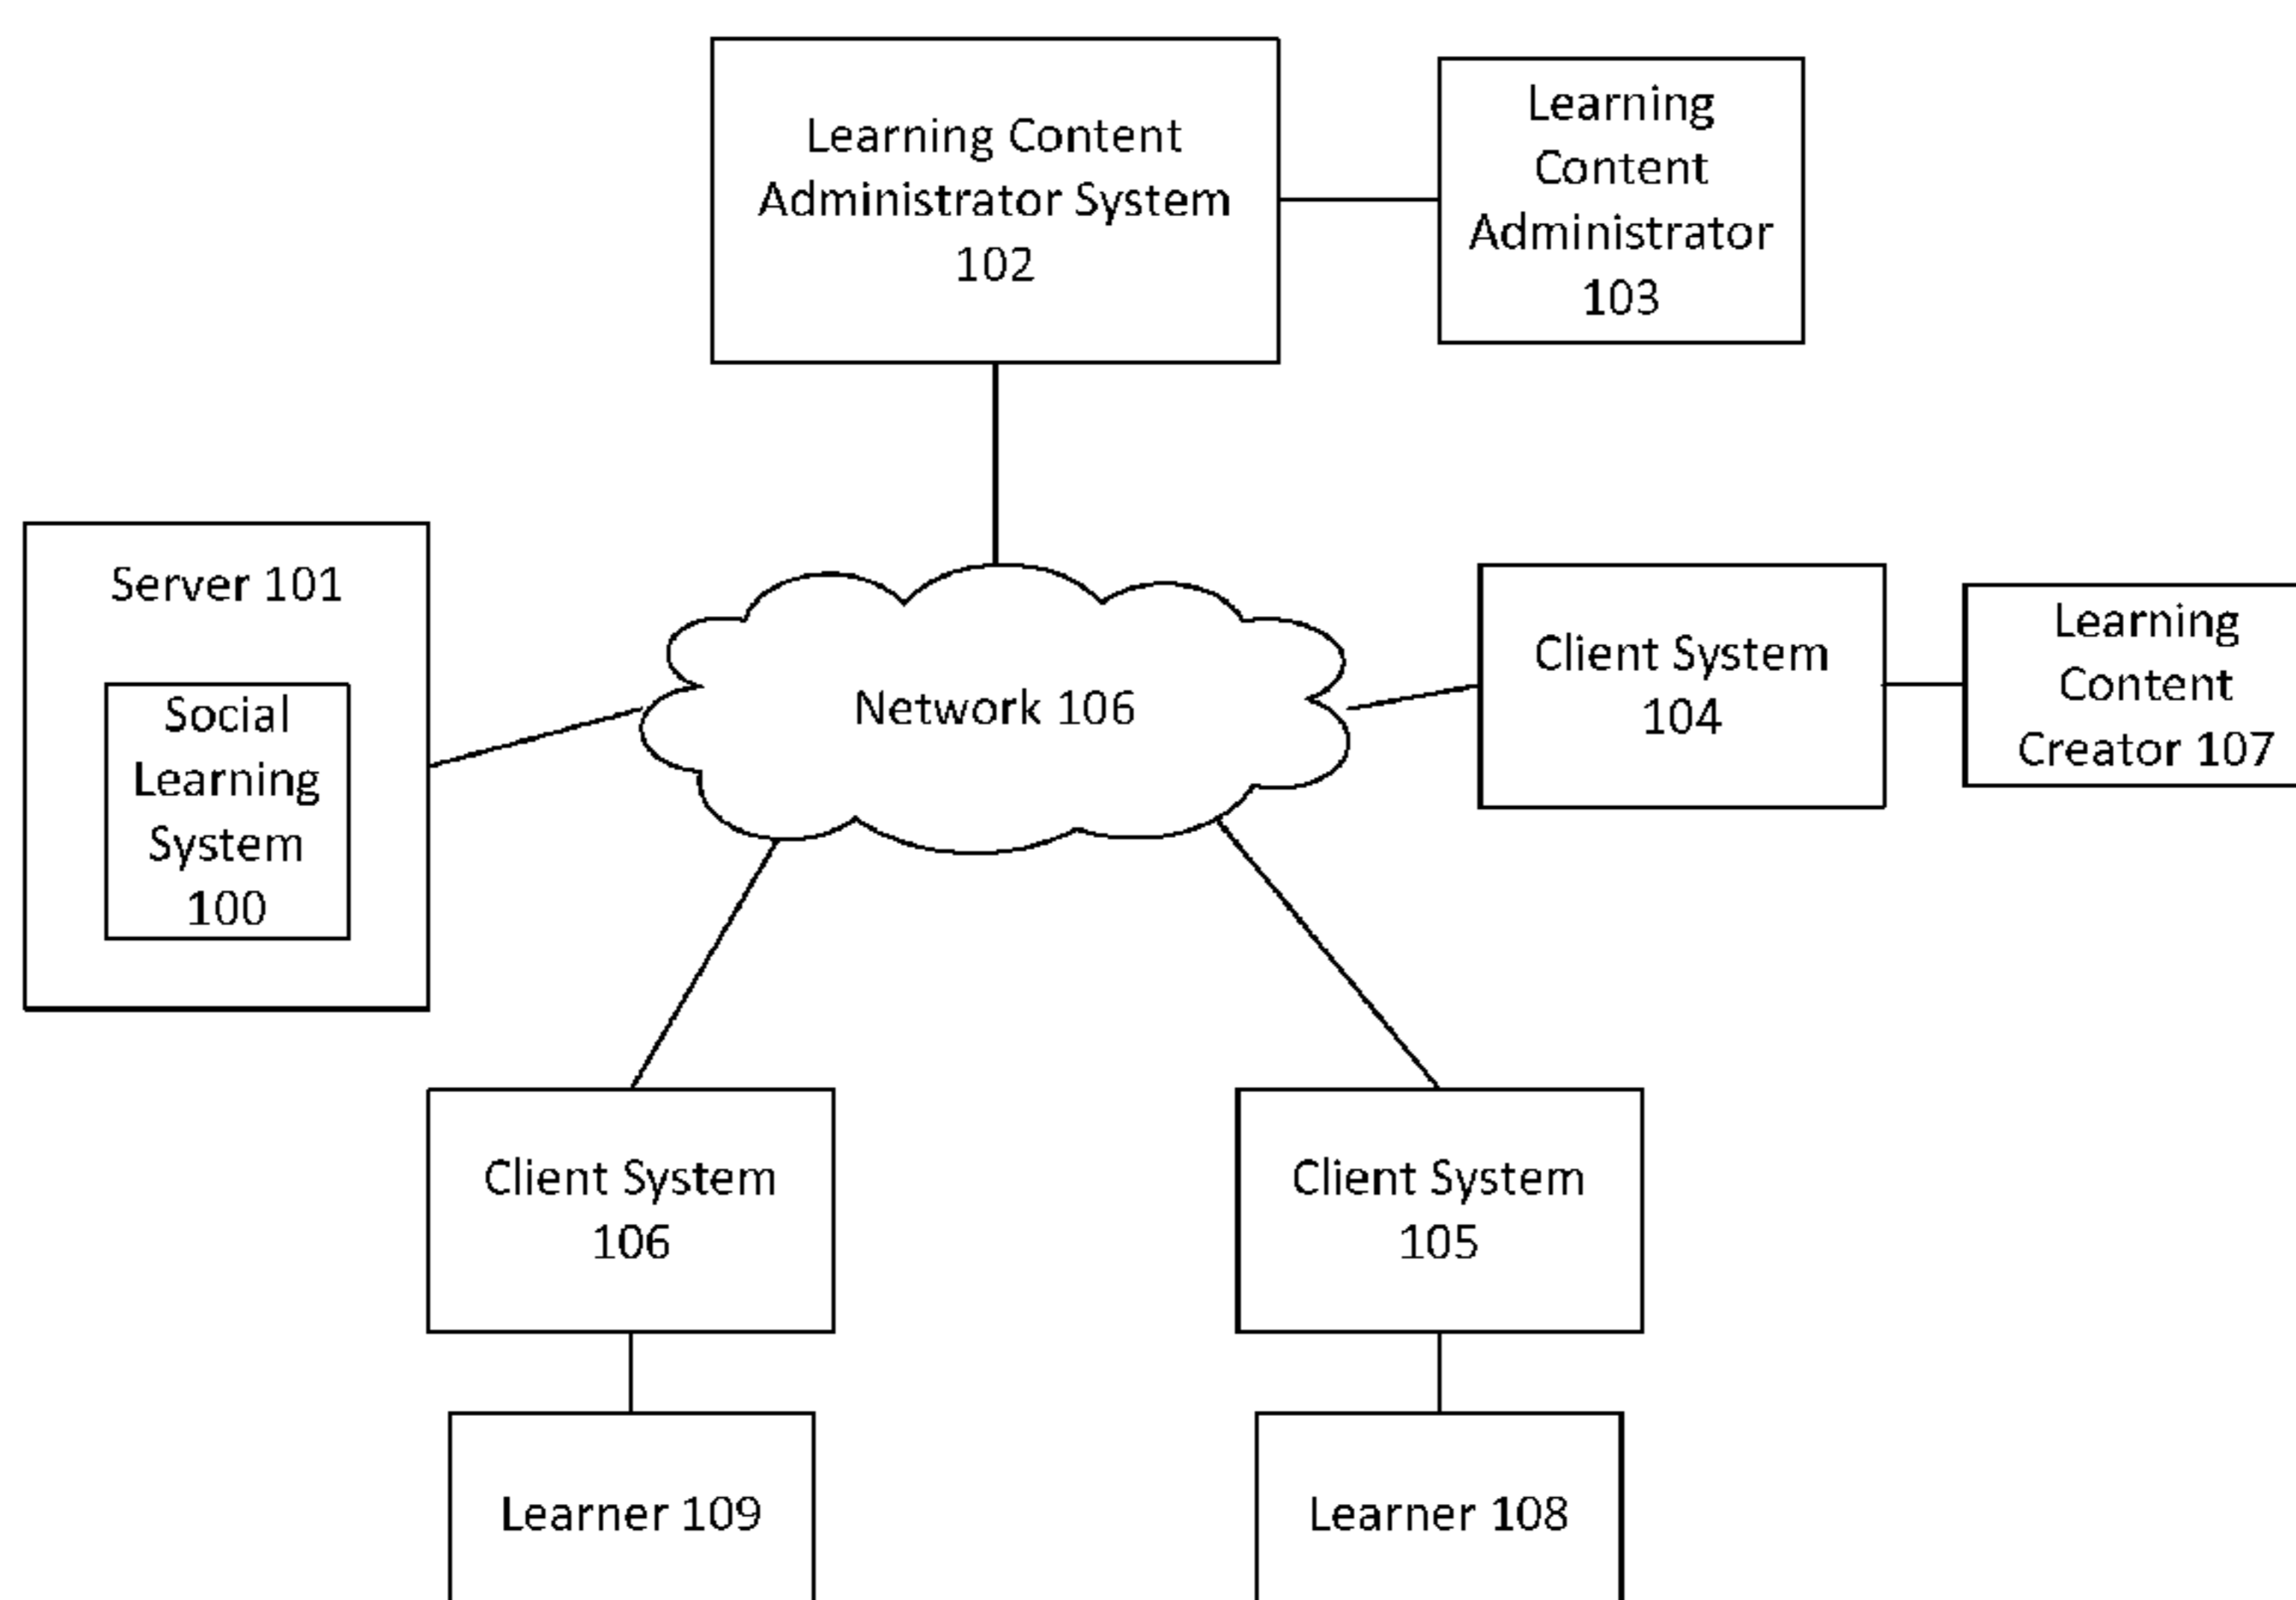 Learning Content
Administrator System
102
Learning
Content
Administrator
103
Server 101
Social
Learning
System
100
Network 106
Client System
104
Learning
Content
Creator 107
Client System
106
Client System
105
Learner 109
Learner 108